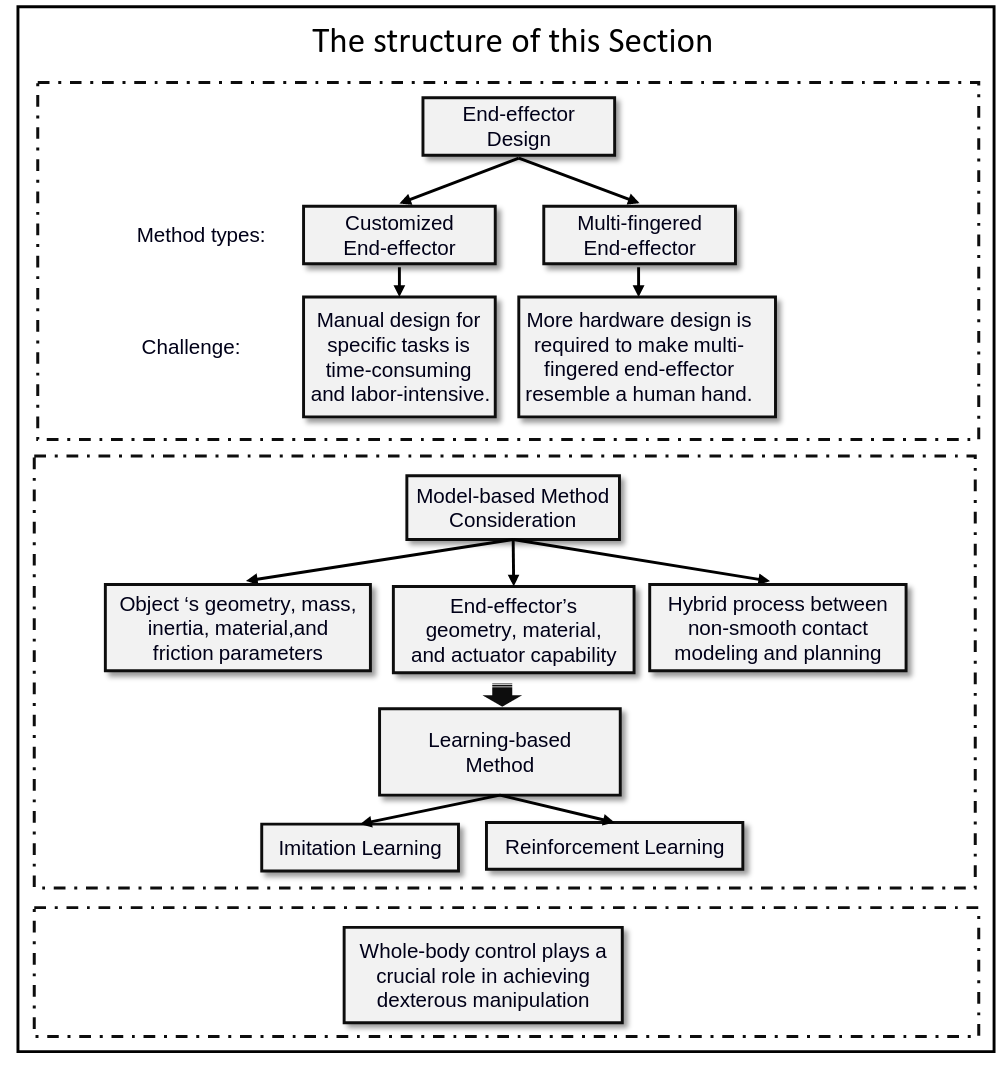 The structure of this Section
End-effector
Design
Method types:
Customized
End-effector
Multi-fingered
End-effector
Challenge:
Manual design for
specific tasks is
time-consuming
and labor-intensive.
More hardware design is
required to make multi-
fingered end-effector
resemble a human hand.
Model-based Method
Consideration
Object ‘s geometry, mass,
inertia, material,and
friction parameters
End-effector’s
geometry, material,
and actuator capability
Hybrid process between
non-smooth contact
modeling and planning
Learning-based
Method
Imitation Learning
Reinforcement Learning
Whole-body control plays a
crucial role in achieving
dexterous manipulation